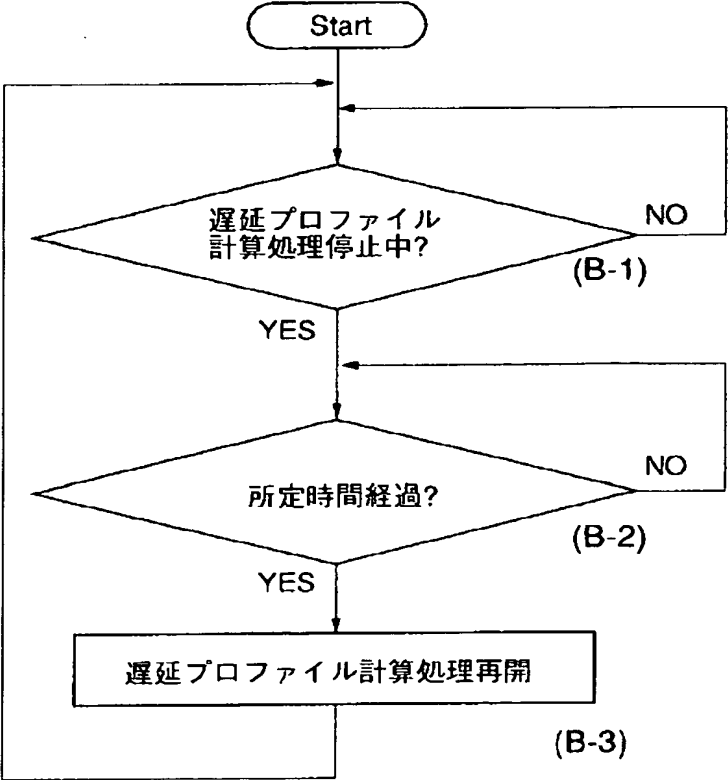 Start
遅延プロファイル
計算処理停止中?
NO
(B-1)
YES
所定時間経過?
NO
(B-2)
YES
遅延プロファイル計算処理再開
(B-3)